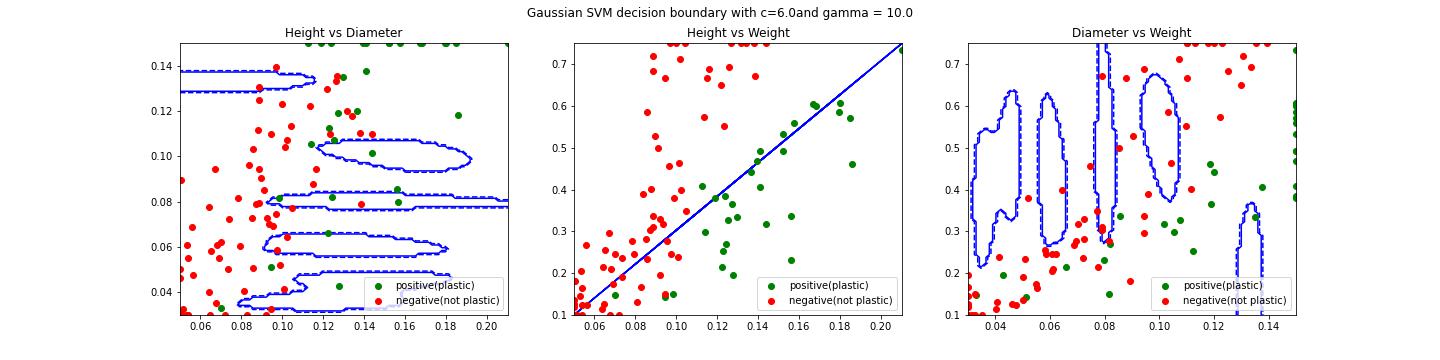 Gaussian SVM decision boundary with c=6.0and gamma = 10.0
Height vs Diameter
0.14
0.12
0.10
0.08
0.06
0.04
0.06 0.08 0.10 0.12 0.14 0.16 0.18 0.20
positive(plastic)
negative(not plastic)
Height vs Weight
0.7
0.6
0.5
0.4
0.3
0.2
0.1
0.06 0.08 0.10 0.12 0.14 0.16 0.18 0.20
positive(plastic)
negative(not plastic)
Diameter vs Weight
0.7
0.6
0.5
0.4
0.3
0.2
0.1
0.04 0.06 0.08 0.10 0.12 0.14
positive(plastic)
negative(not plastic)